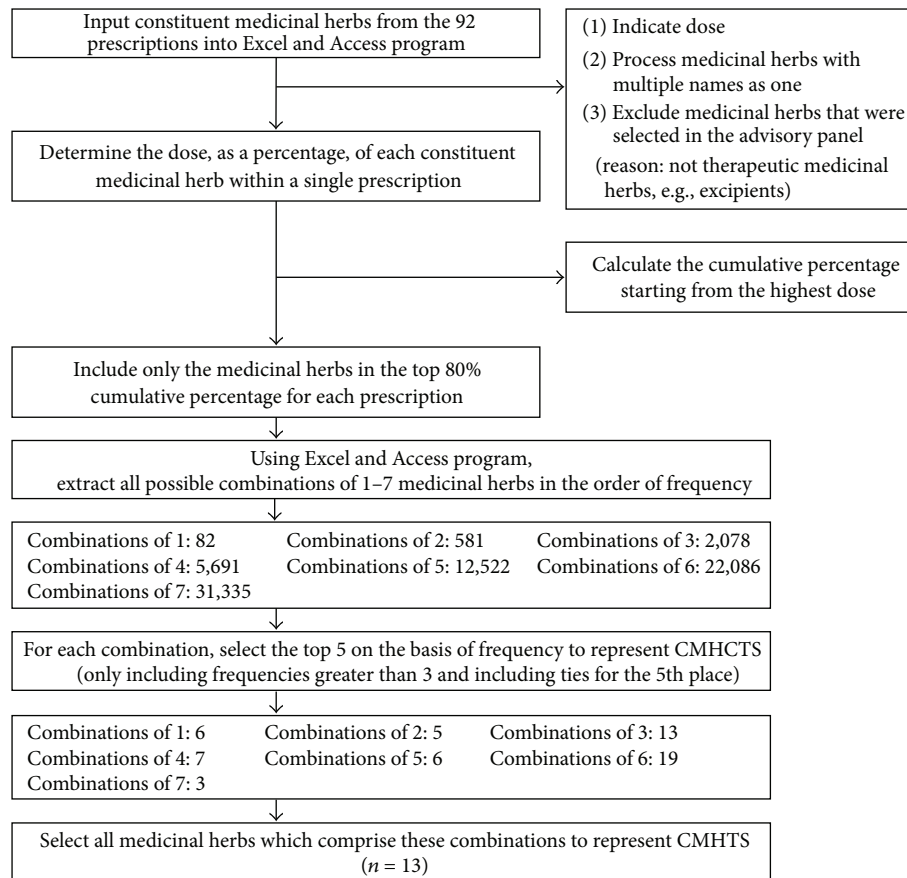 Input constituent medicinal herbs from the 92
prescriptions into Excel and Access program
(1) Indicate dose
(2) Process medicinal herbs with
multiple names as one
(3) Exclude medicinal herbs that were
selected in the advisory panel
(reason: not therapeutic medicinal
herbs, e.g., excipients)
Determine the dose, as a percentage, of each constituent
medicinal herb within a single prescription
Calculate the cumulative percentage
starting from the highest dose
Include only the medicinal herbs in the top 80%
cumulative percentage for each prescription
Using Excel and Access program,
extract all possible combinations of 1–7 medicinal herbs in the order of frequency
Combinations of 1: 82 Combinations of 2: 581 Combinations of 3: 2,078
Combinations of 4: 5,691 Combinations of 5: 12,522 Combinations of 6: 22,086
Combinations of 7: 31,335
For each combination, select the top 5 on the basis of frequency to represent CMHCTS
(only including frequencies greater than 3 and including ties for the 5th place)
Combinations of 1: 6 Combinations of 2: 5 Combinations of 3: 13
Combinations of 4: 7 Combinations of 5: 6 Combinations of 6: 19
Combinations of 7: 3
Select all medicinal herbs which comprise these combinations to represent CMHTS
(n = 13)